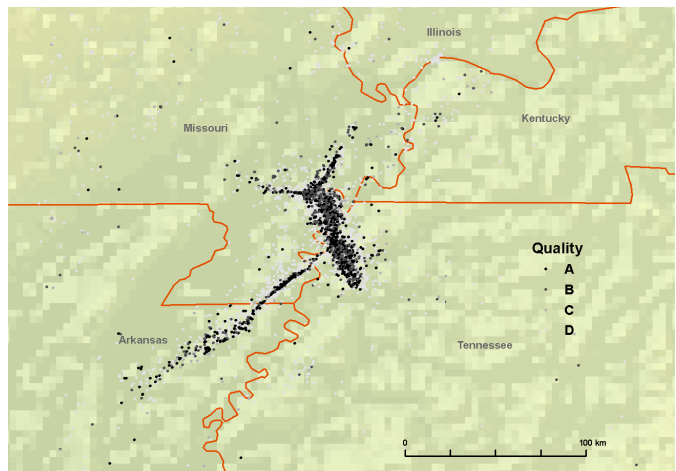 Illinois
Missouri
Kentucky
Quality
A
B
C
D
Arkansas
Tennessee
0 100 km